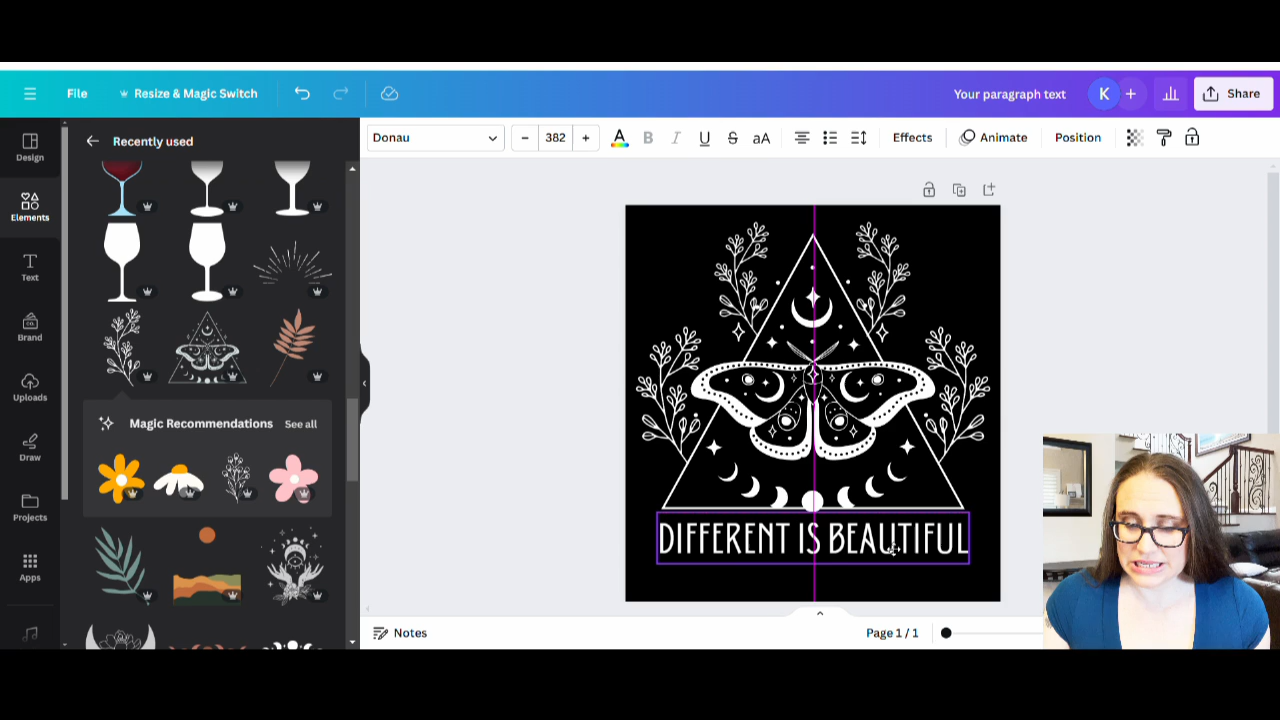 File
Resize & Magic Switch
Your paragraph text
K
Share
Design
Recently used
Donau
382
A
B
I
U
S
aA
Effects
Animate
Position
Elements
Text
Brand
Uploads
Draw
Projects
Apps
Magic Recommendations
See all
DIFFERENT IS BEAUTIFUL
Notes
Page 1 / 1